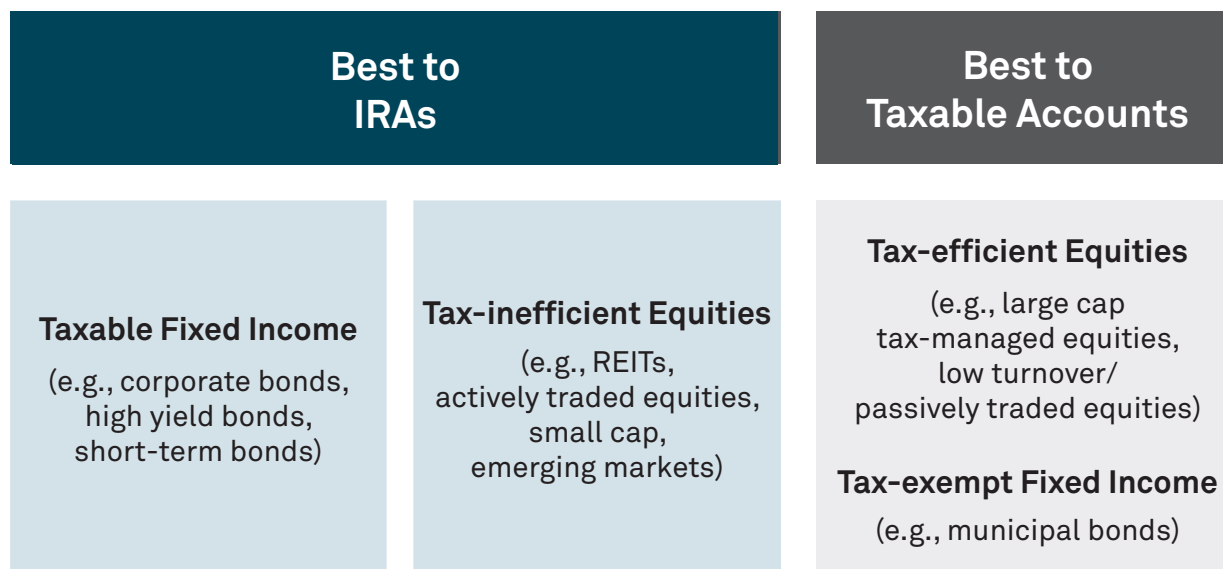 Best to
IRAs
Best to
Taxable Accounts
Taxable Fixed Income
(e.g., corporate bonds,
high yield bonds,
short-term bonds)
Tax-inefficient Equities
(e.g., REITs,
actively traded equities,
small cap,
emerging markets)
Tax-efficient Equities
(e.g., large cap
tax-managed equities,
low turnover/
passively traded equities)
Tax-exempt Fixed Income
(e.g., municipal bonds)